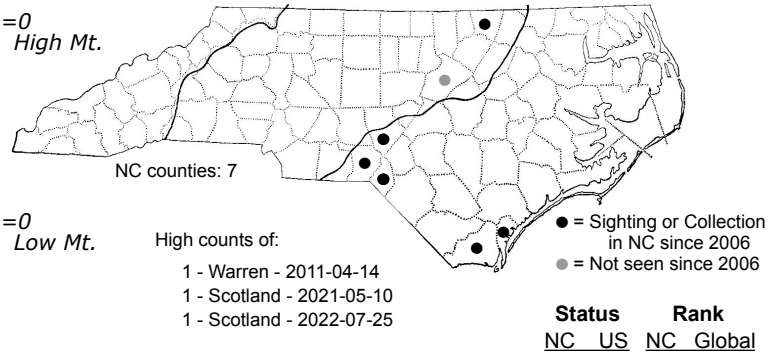 =0
High Mt.
NC counties: 7
=0
Low Mt.
High counts of:
1 - Warren - 2011-04-14
1 - Scotland - 2021-05-10
1 - Scotland - 2022-07-25
= Sighting or Collection
in NC since 2006
= Not seen since 2006
Status Rank
NC US NC Global